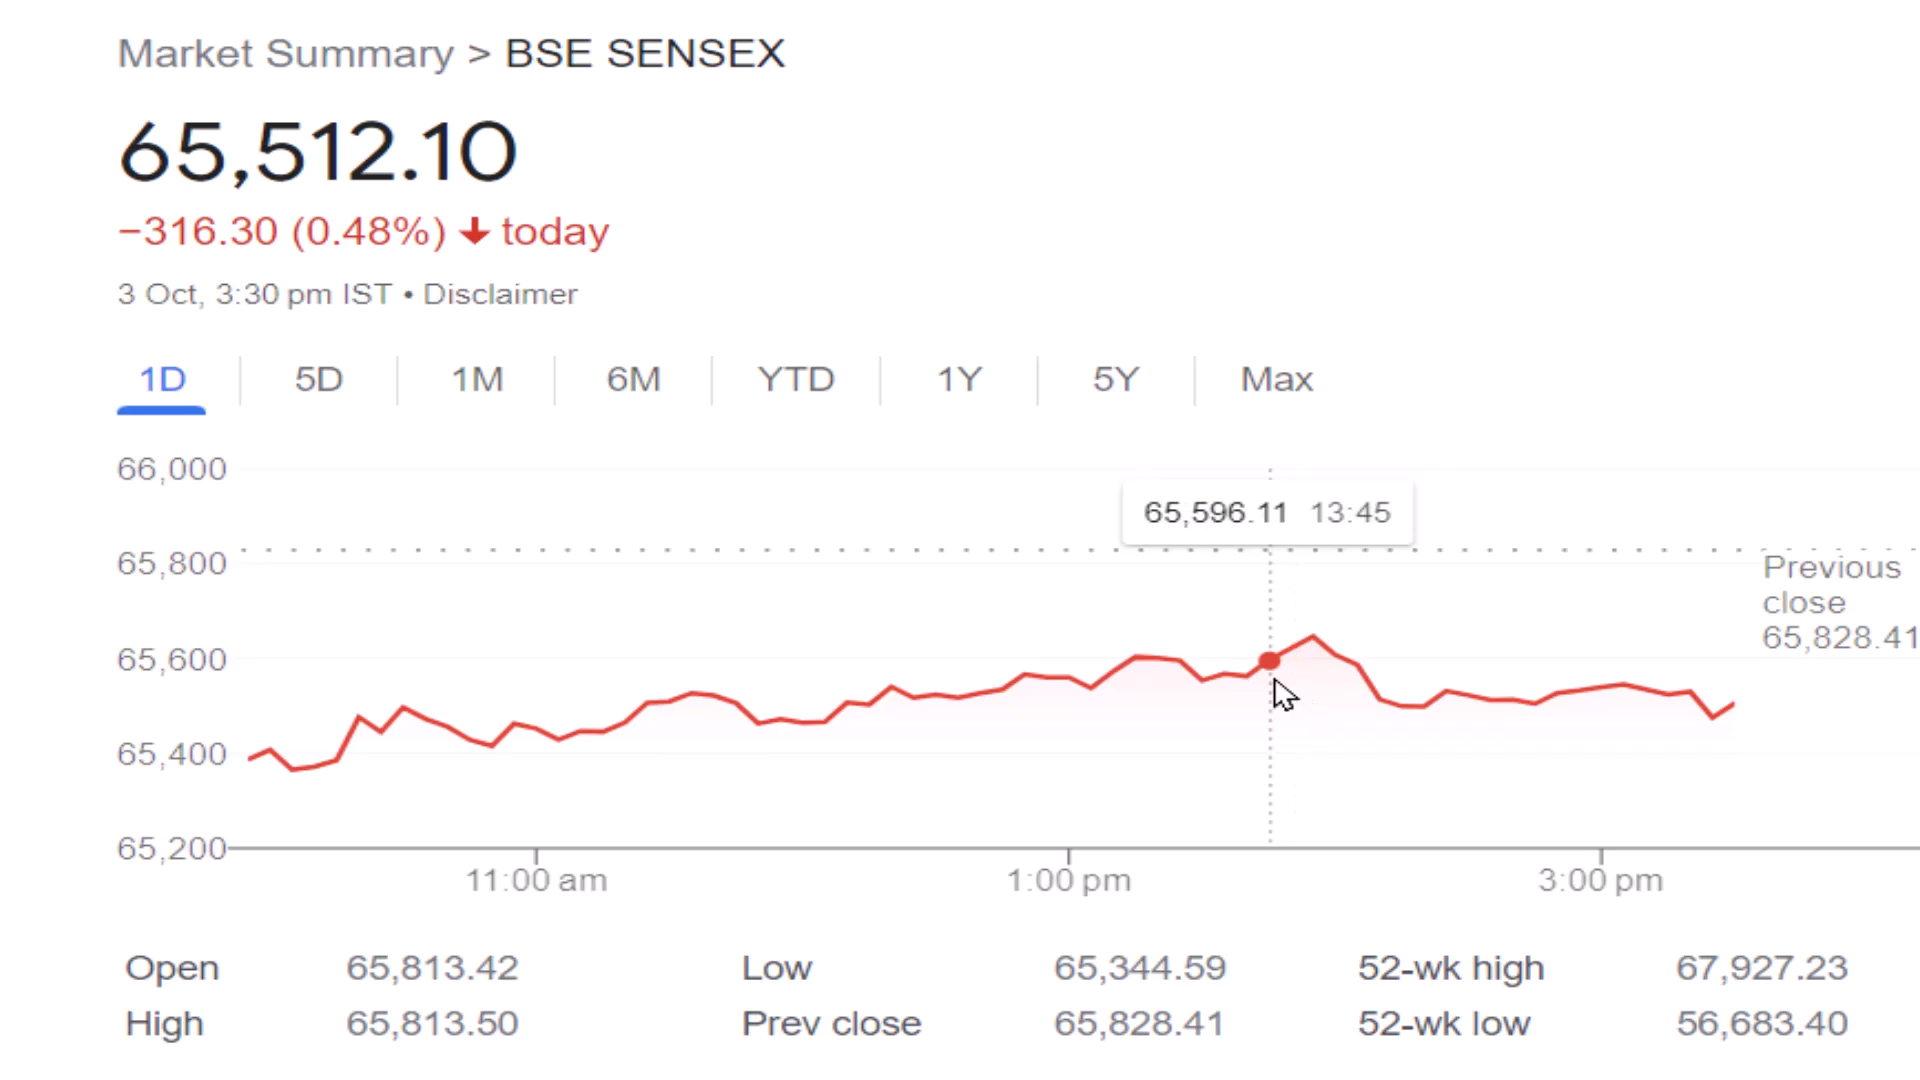 Market Summary > BSE SENSEX
65,512.10
−316.30 (0.48%) ↓ today
3 Oct, 3:30 pm IST • Disclaimer
1D 5D 1M 6M YTD 1Y 5Y Max
66,000
65,596.11 13:45
65,800
Previous
close
65,828.41
65,600
65,400
65,200
11:00 am 1:00 pm 3:00 pm
Open 65,813.42 Low 65,344.59 52-wk high 67,927.23
High 65,813.50 Prev close 65,828.41 52-wk low 56,683.40